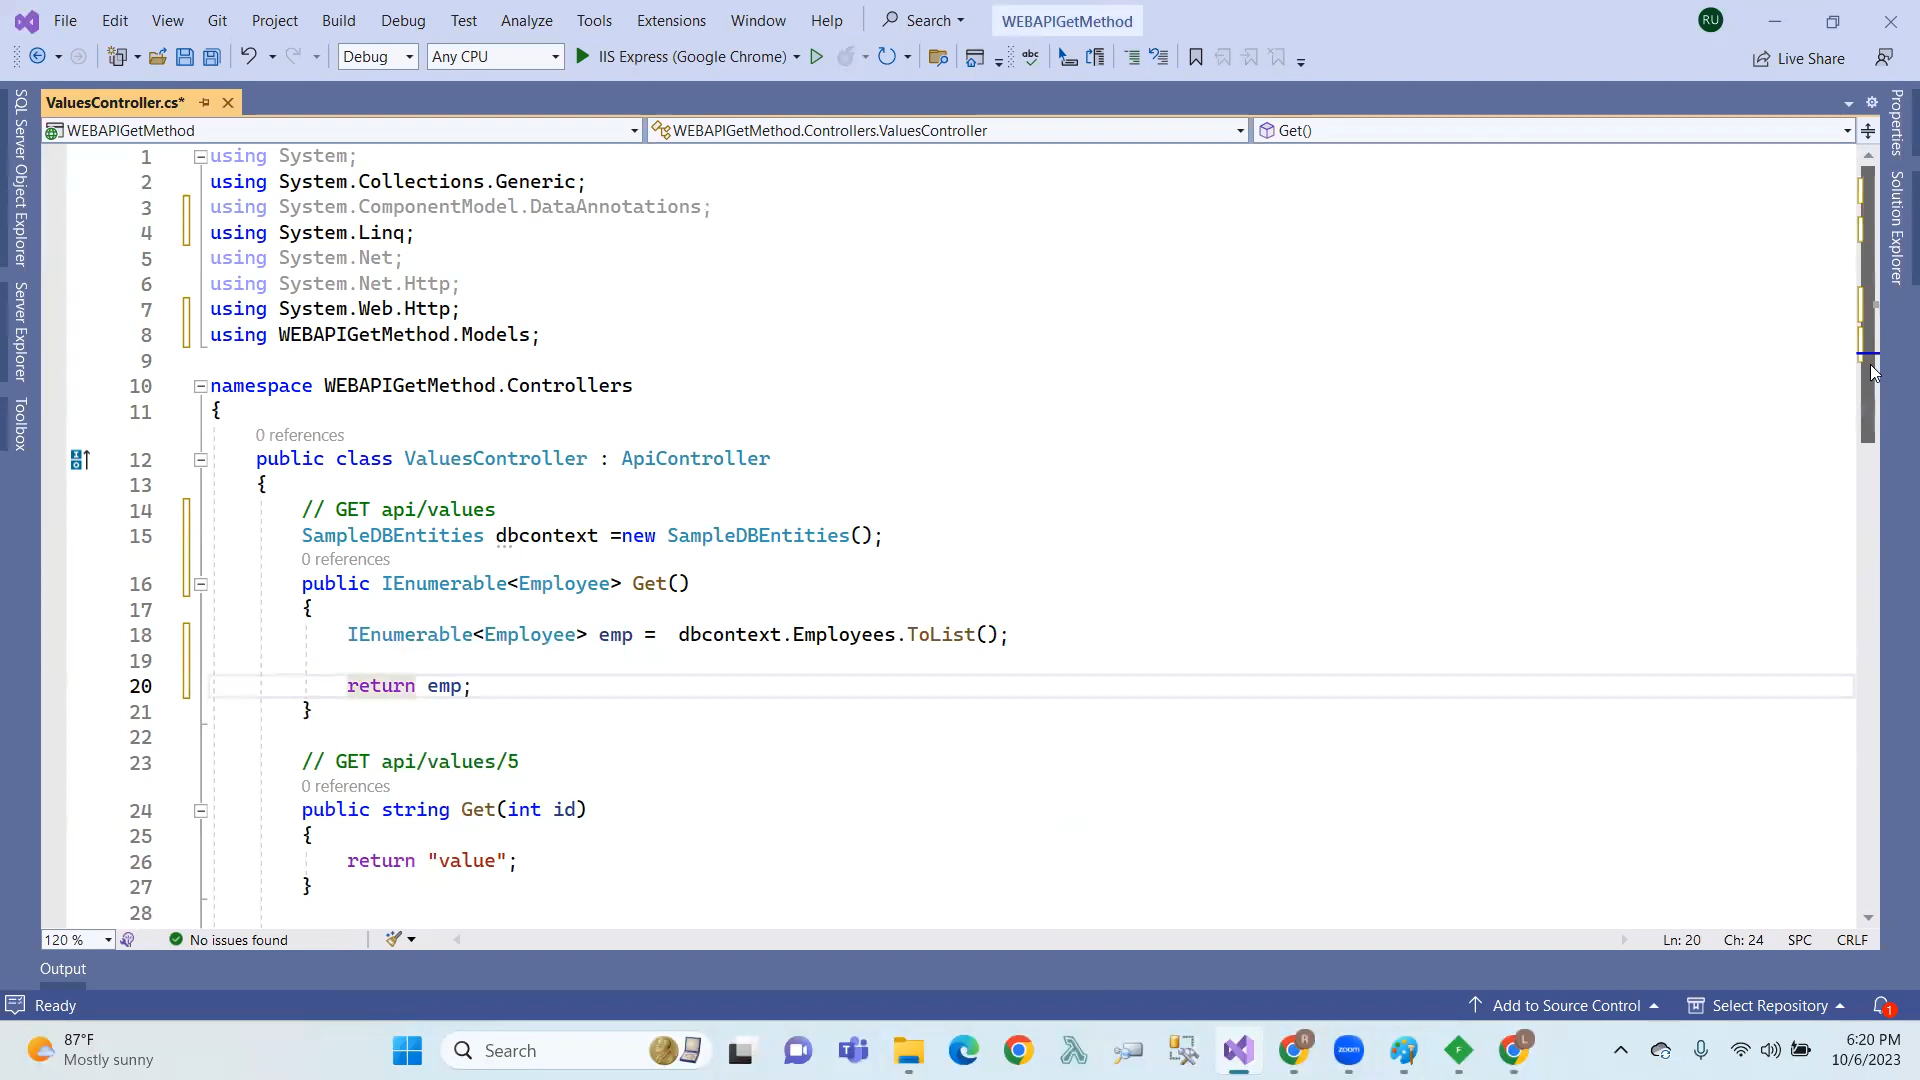 File Edit View Git Project Build Debug Test Analyze Tools Extensions Window Help Search WEBAPIGetMethod RU
Debug Any CPU IIS Express (Google Chrome) Live Share
ValuesController.cs*
WEBAPIGetMethod WEBAPIGetMethod.Controllers.ValuesController Get()
SQL Server Object Explorer
Server Explorer
Toolbox
Properties
Solution Explorer
1 using System;
2 using System.Collections.Generic;
3 using System.ComponentModel.DataAnnotations;
4 using System.Linq;
5 using System.Net;
6 using System.Net.Http;
7 using System.Web.Http;
8 using WEBAPIGetMethod.Models;
9
10 namespace WEBAPIGetMethod.Controllers
11 {
0 references
12 public class ValuesController : ApiController
13 {
14 // GET api/values
15 SampleDBEntities dbcontext =new SampleDBEntities();
0 references
16 public IEnumerable<Employee> Get()
17 {
18 IEnumerable<Employee> emp = dbcontext.Employees.ToList();
19
20 return emp;
21 }
22
23 // GET api/values/5
0 references
24 public string Get(int id)
25 {
26 return "value";
27 }
28
120 % No issues found Ln: 20 Ch: 24 SPC CRLF
Output
Ready Add to Source Control Select Repository 1
87°F
Mostly sunny
Search
zoom
6:20 PM
10/6/2023